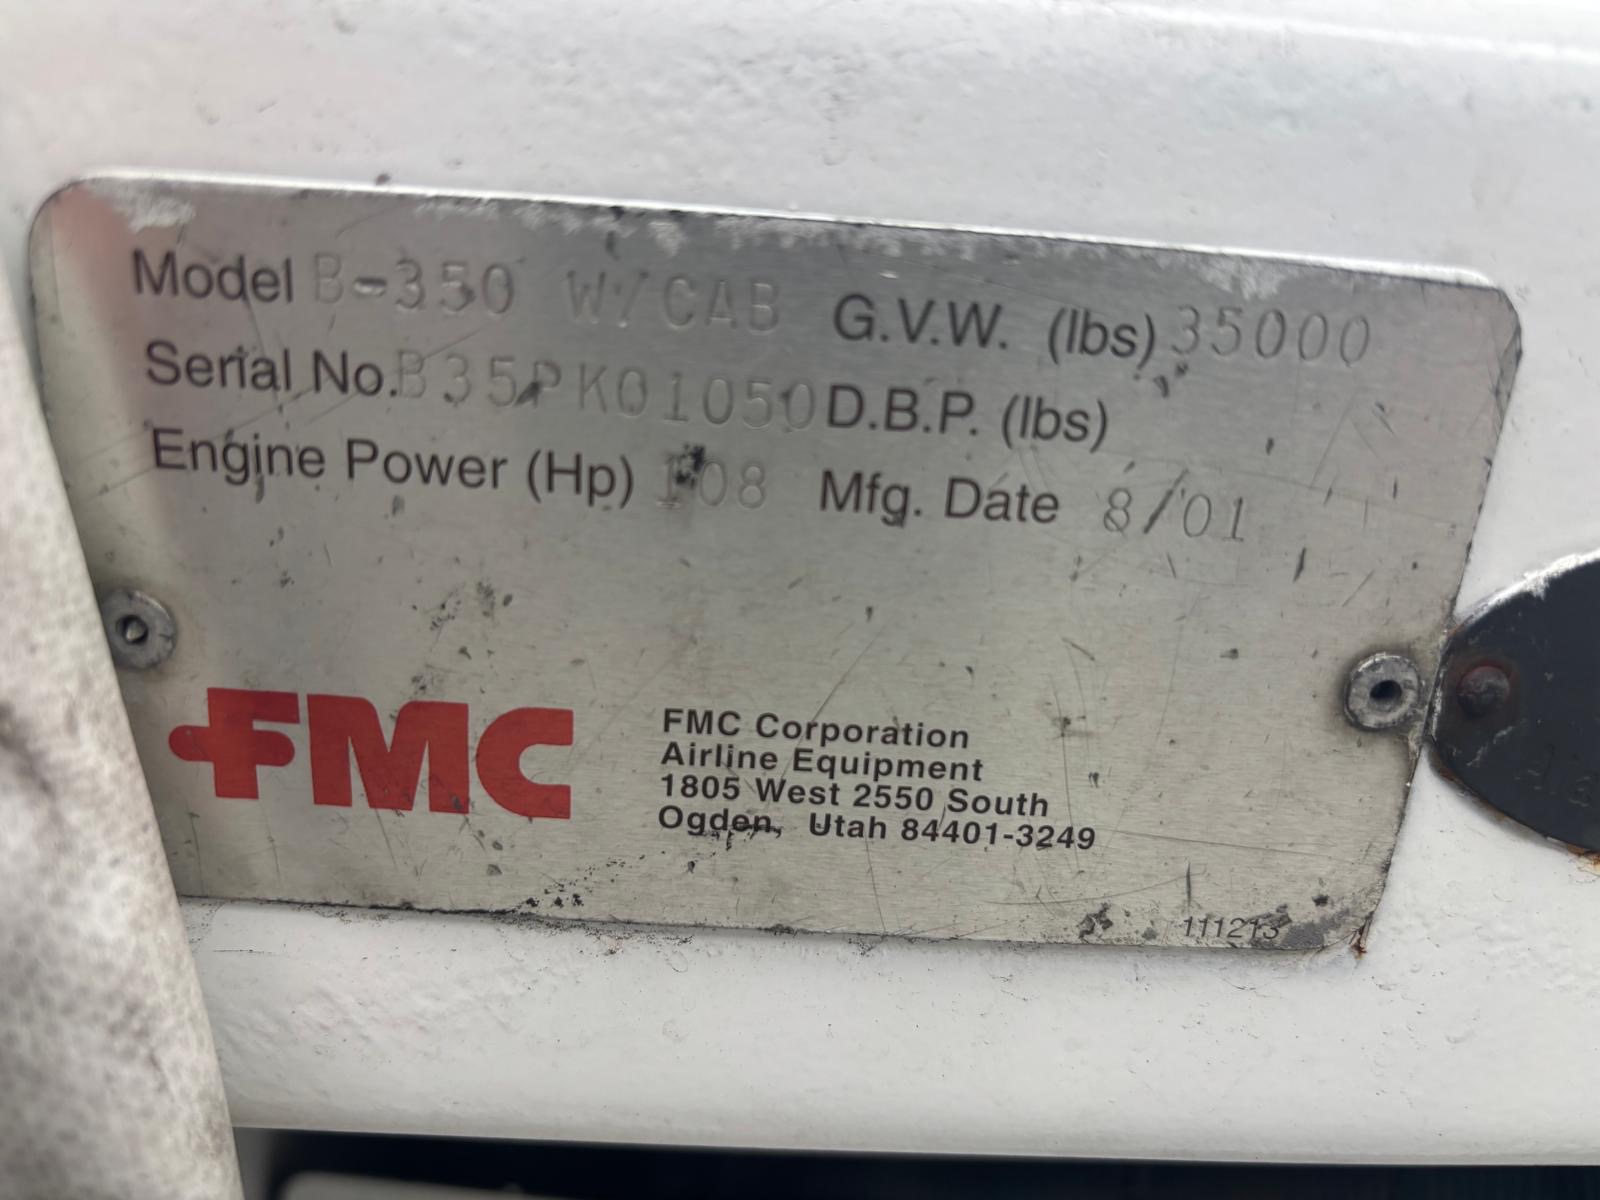 Model B-350 W/CAB G.V.W. (lbs) 35000
Serial No. B35PK01050 D.B.P. (lbs)
Engine Power (Hp) 108 Mfg. Date 8/01
FMC
FMC Corporation
Airline Equipment
1805 West 2550 South
Ogden, Utah 84401-3249
111213